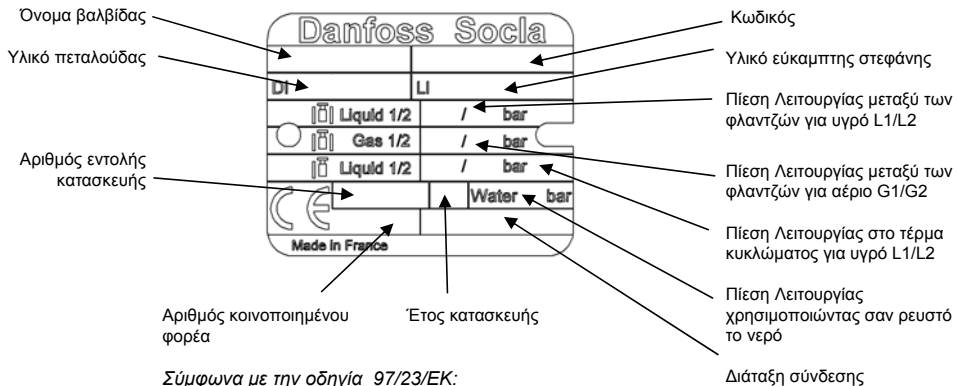 Όνομα βαλβίδας
Υλικό πεταλούδας
Αριθμός εντολής
κατασκευής
Danfoss Socla
DI
LI
Liquid 1/2 / bar
Gas 1/2 / bar
Liquid 1/2 / bar
CE
Water bar
Made in France
Κωδικός
Υλικό εύκαμπτης στεφάνης
Πίεση Λειτουργίας μεταξύ των
φλαντζών για υγρό L1/L2
Πίεση Λειτουργίας μεταξύ των
φλαντζών για αέριο G1/G2
Πίεση Λειτουργίας στο τέρμα
κυκλώματος για υγρό L1/L2
Πίεση Λειτουργίας
χρησιμοποιώντας σαν ρευστό
το νερό
Διάταξη σύνδεσης
Αριθμός κοινοποιημένου
φορέα
Έτος κατασκευής
Σύμφωνα με την οδηγία 97/23/ΕΚ: